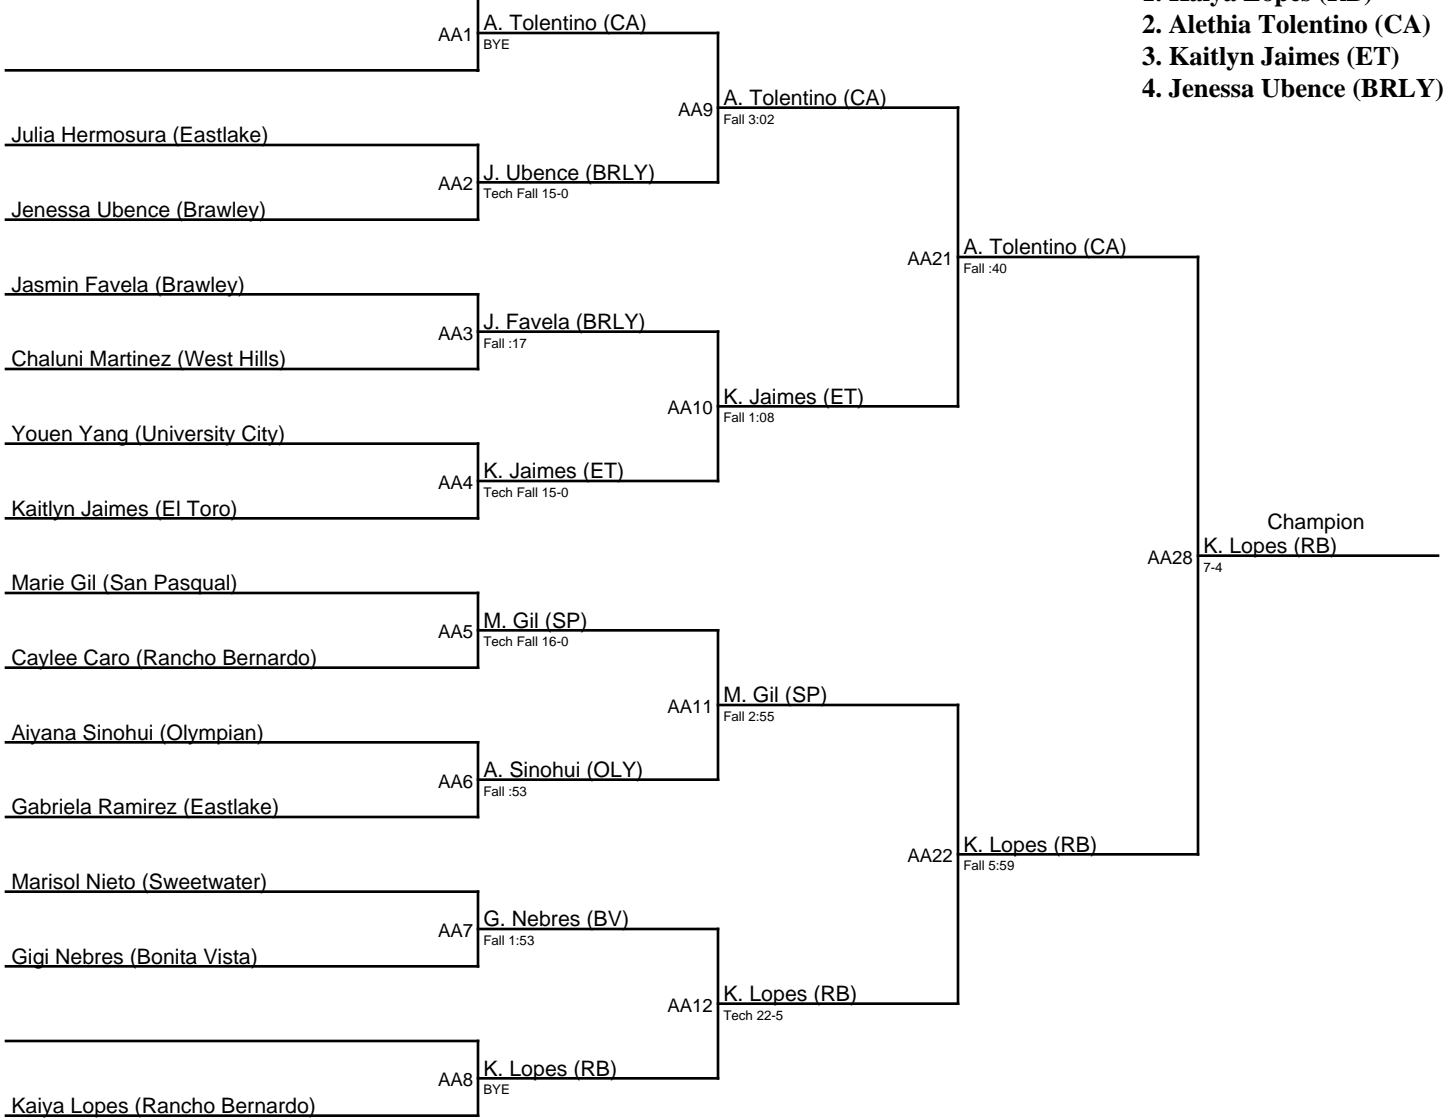 1. Kaiya Lopes (RB)
2. Alethia Tolentino (CA)
3. Kaitlyn Jaimes (ET)
4. Jenessa Ubence (BRLY)
AA1
A. Tolentino (CA)
BYE
AA9
A. Tolentino (CA)
Fall 3:02
Julia Hermosura (Eastlake)
AA2
J. Ubence (BRLY)
Tech Fall 15-0
Jenessa Ubence (Brawley)
AA21
A. Tolentino (CA)
Fall :40
Jasmin Favela (Brawley)
AA3
J. Favela (BRLY)
Fall :17
Chaluni Martinez (West Hills)
AA10
K. Jaimes (ET)
Fall 1:08
Youen Yang (University City)
AA4
K. Jaimes (ET)
Tech Fall 15-0
Kaitlyn Jaimes (El Toro)
Champion
AA28
K. Lopes (RB)
7-4
Marie Gil (San Pasqual)
AA5
M. Gil (SP)
Tech Fall 16-0
Caylee Caro (Rancho Bernardo)
AA11
M. Gil (SP)
Fall 2:55
Aiyana Sinohui (Olympian)
AA6
A. Sinohui (OLY)
Fall :53
Gabriela Ramirez (Eastlake)
AA22
K. Lopes (RB)
Fall 5:59
Marisol Nieto (Sweetwater)
AA7
G. Nebres (BV)
Fall 1:53
Gigi Nebres (Bonita Vista)
AA12
K. Lopes (RB)
Tech 22-5
AA8
K. Lopes (RB)
BYE
Kaiya Lopes (Rancho Bernardo)